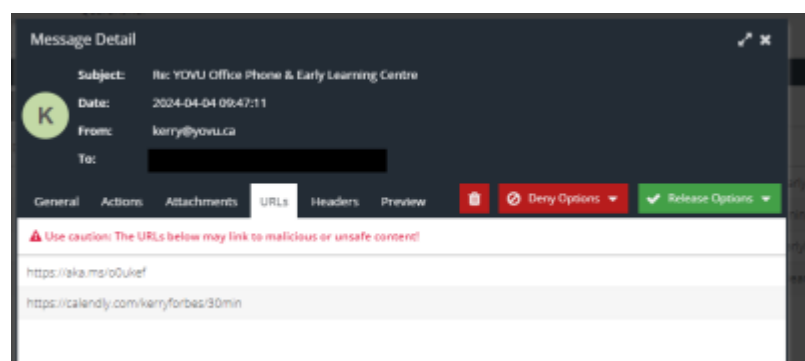 Message Detail
Subject: Re: YOVU Office Phone & Early Learning Centre
Date: 2024-04-04 09:47:11
K
From: kerry@yovu.ca
To:
General Actions Attachments URLs Headers Preview Deny Options Release Options
Use caution: The URLs below may link to malicious or unsafe content!
https://aka.ms/o0ukef
https://calendly.com/kerryforbes/30min